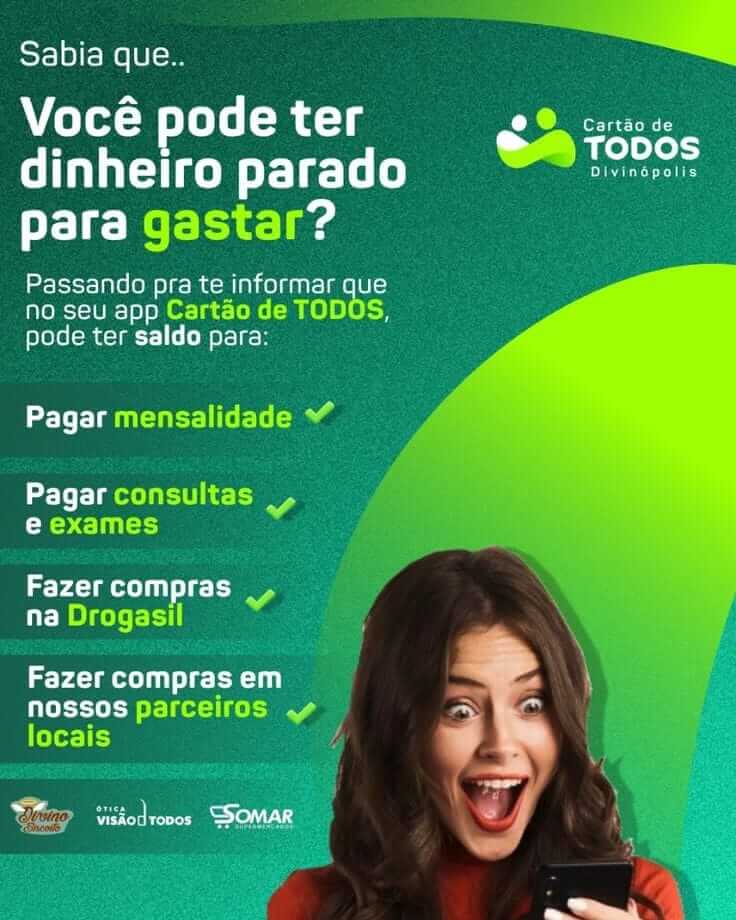 Sabia que..
Você pode ter
dinheiro parado
para gastar?
Cartão de
TODOS
Divinópolis
Passando pra te informar que
no seu app Cartão de TODOS,
pode ter saldo para:
Pagar mensalidade
Pagar consultas
e exames
Fazer compras
na Drogasil
Fazer compras em
nossos parceiros
locais
Divino
Biscoito
ÓTICA
VISÃO TODOS
SOMAR
SUPERMERCADOS